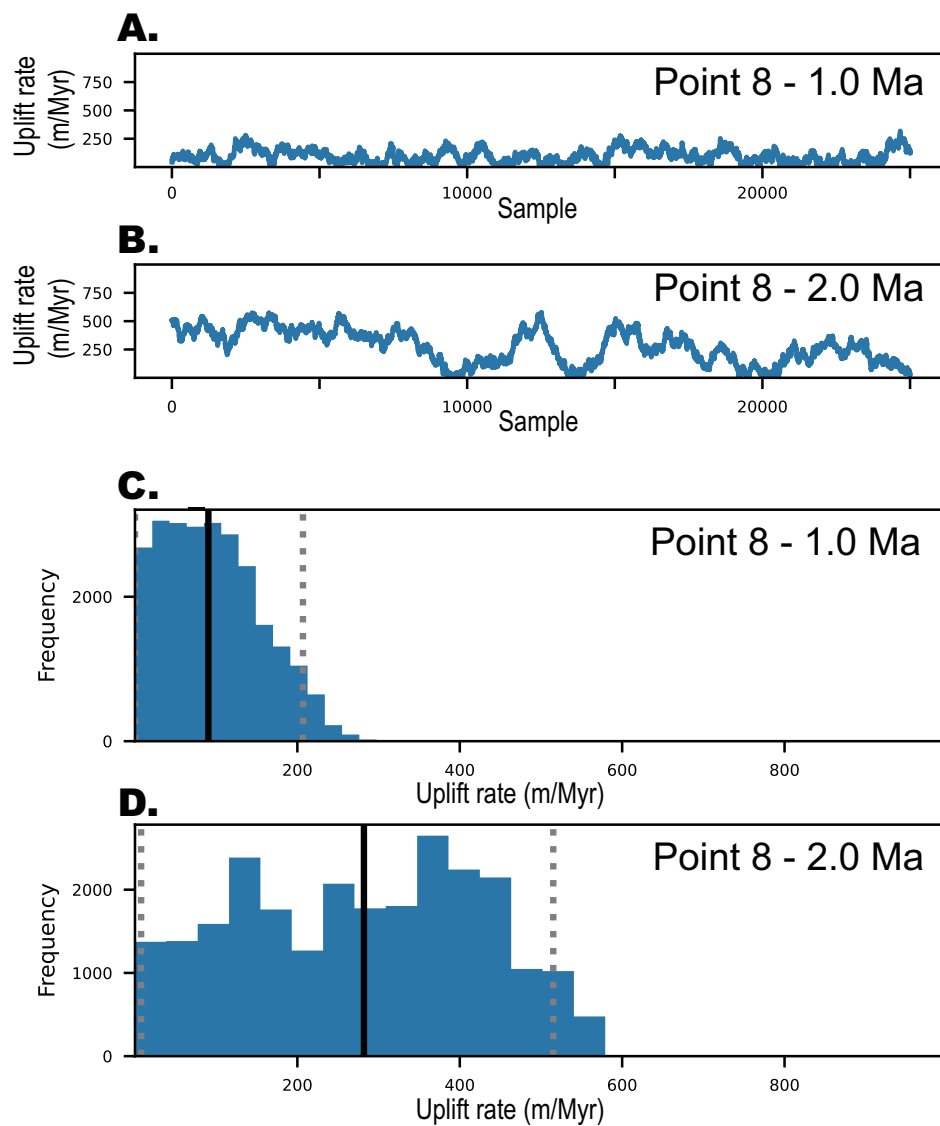 A.
Uplift rate
(m/Myr)
750
500
250
Point 8 - 1.0 Ma
0
10000
20000
Sample
B.
Uplift rate
(m/Myr)
750
500
250
Point 8 - 2.0 Ma
0
10000
20000
Sample
C.
Frequency
2000
0
Point 8 - 1.0 Ma
200
400
600
800
Uplift rate (m/Myr)
D.
Frequency
2000
1000
0
Point 8 - 2.0 Ma
200
400
600
800
Uplift rate (m/Myr)